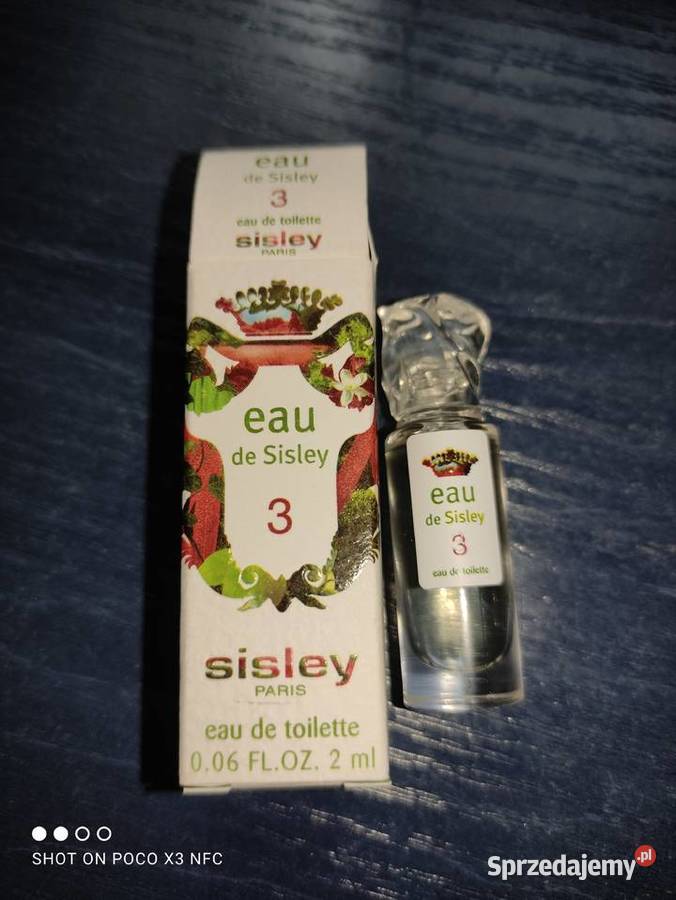 eau
de Sisley
3
eau de toilette
sisley
PARIS
eau
de Sisley
3
sisley
PARIS
eau de toilette
0.06 FL.OZ. 2 ml
eau
de Sisley
3
eau de toilette
SHOT ON POCO X3 NFC
Sprzedajemy.pl